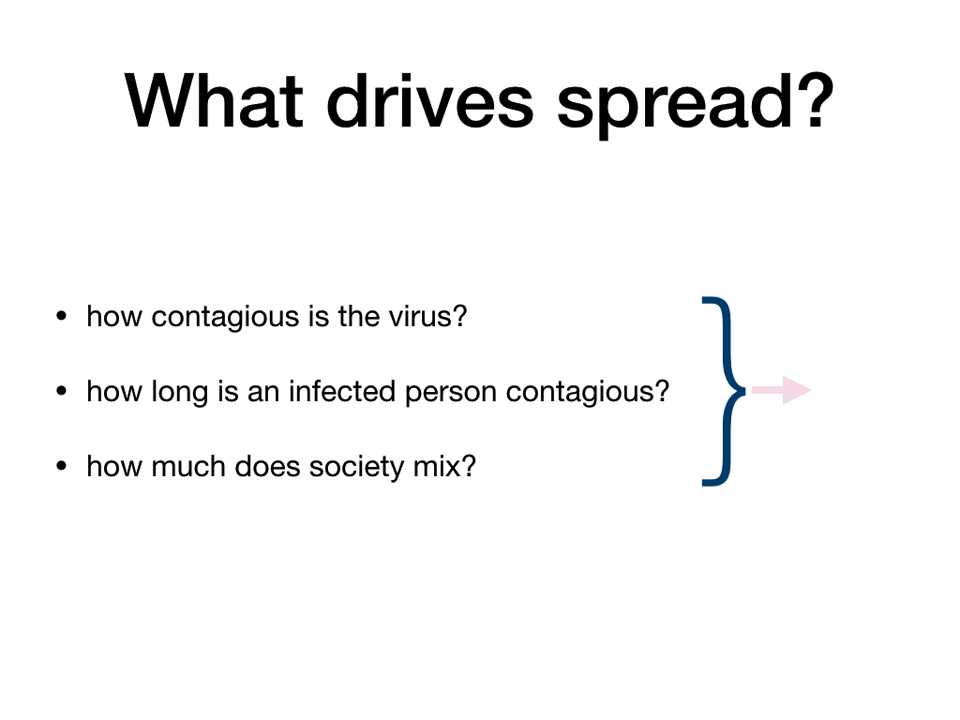 What drives spread?
• how contagious is the virus?
• how long is an infected person contagious?
• how much does society mix?